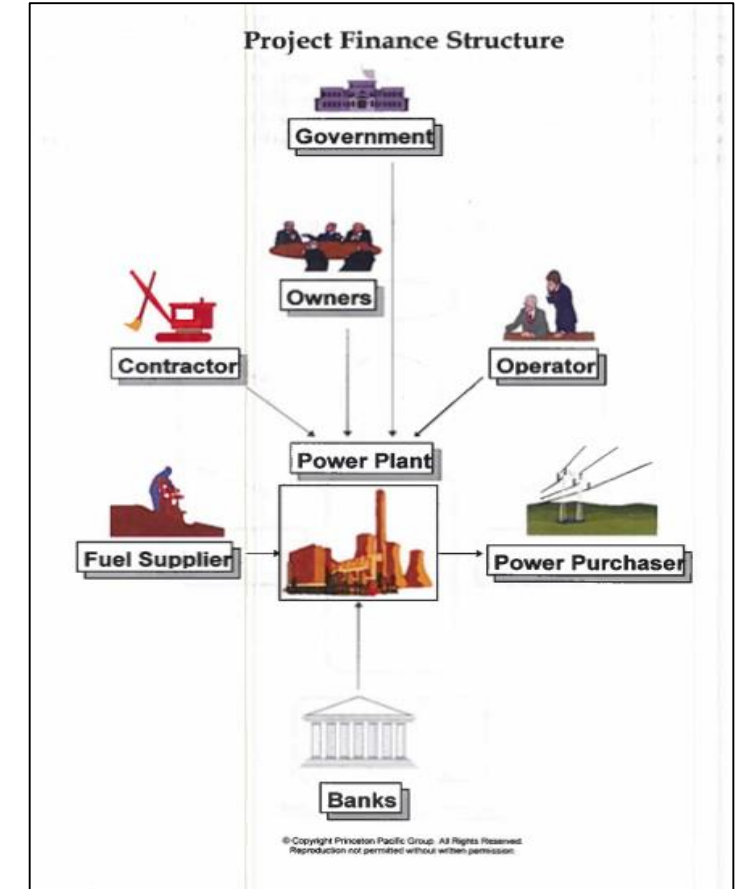 Project Finance Structure
Government
Owners
Contractor
Operator
Power Plant
Fuel Supplier
Power Purchaser
Banks
© Copyright Princeton Pacific Group. All Rights Reserved.
Reproduction not permitted without written permission.